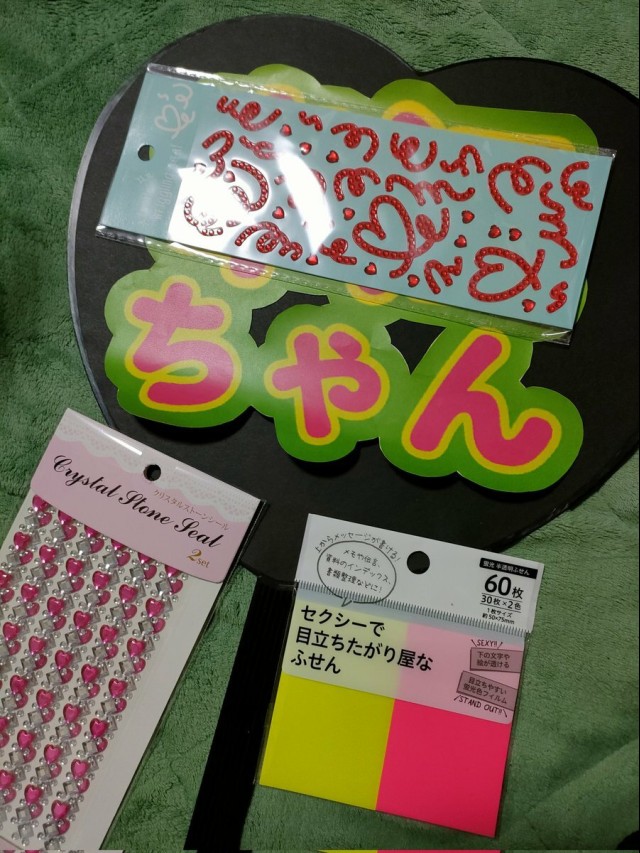 ちゃん
Crystal Stone Seal
クリスタルストーンシール
2set
上からメッセージが書ける!
メモや伝言、
資料のインデックス、
書類整理などに!
蛍光 半透明ふせん
60枚
30枚×2色
1枚サイズ
約50×75mm
セクシーで
目立ちたがり屋な
ふせん
SEXY!!
下の文字や
絵が透ける
目立ちやすい
蛍光色フィルム
STAND OUT!!